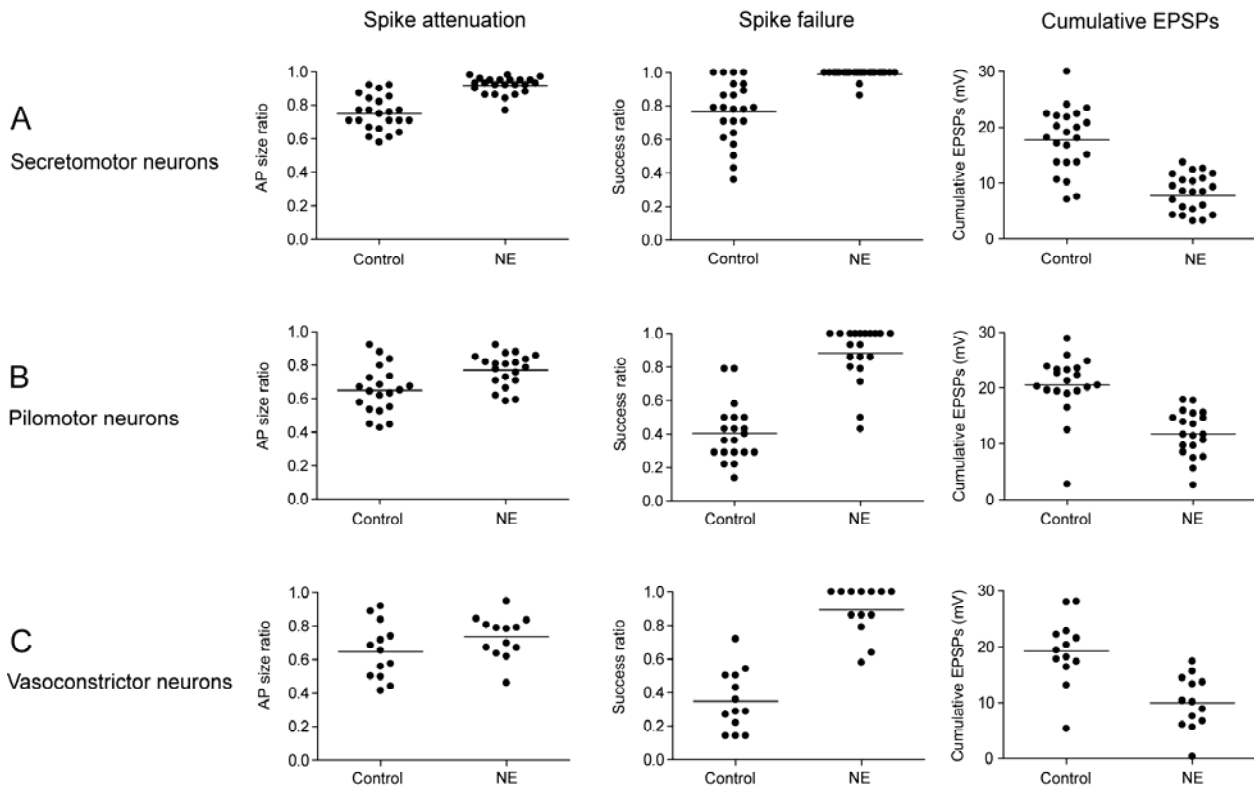 Spike attenuation
Spike failure
Cumulative EPSPs
A
Secretomotor neurons
AP size ratio
1.0
0.8
0.6
0.4
0.2
0.0
Control
NE
Success ratio
1.0
0.8
0.6
0.4
0.2
0.0
Control
NE
Cumulative EPSPs (mV)
30
20
10
0
Control
NE
B
Pilomotor neurons
AP size ratio
1.0
0.8
0.6
0.4
0.2
0.0
Control
NE
Success ratio
1.0
0.8
0.6
0.4
0.2
0.0
Control
NE
Cumulative EPSPs (mV)
30
20
10
0
Control
NE
C
Vasoconstrictor neurons
AP size ratio
1.0
0.8
0.6
0.4
0.2
0.0
Control
NE
Success ratio
1.0
0.8
0.6
0.4
0.2
0.0
Control
NE
Cumulative EPSPs (mV)
30
20
10
0
Control
NE